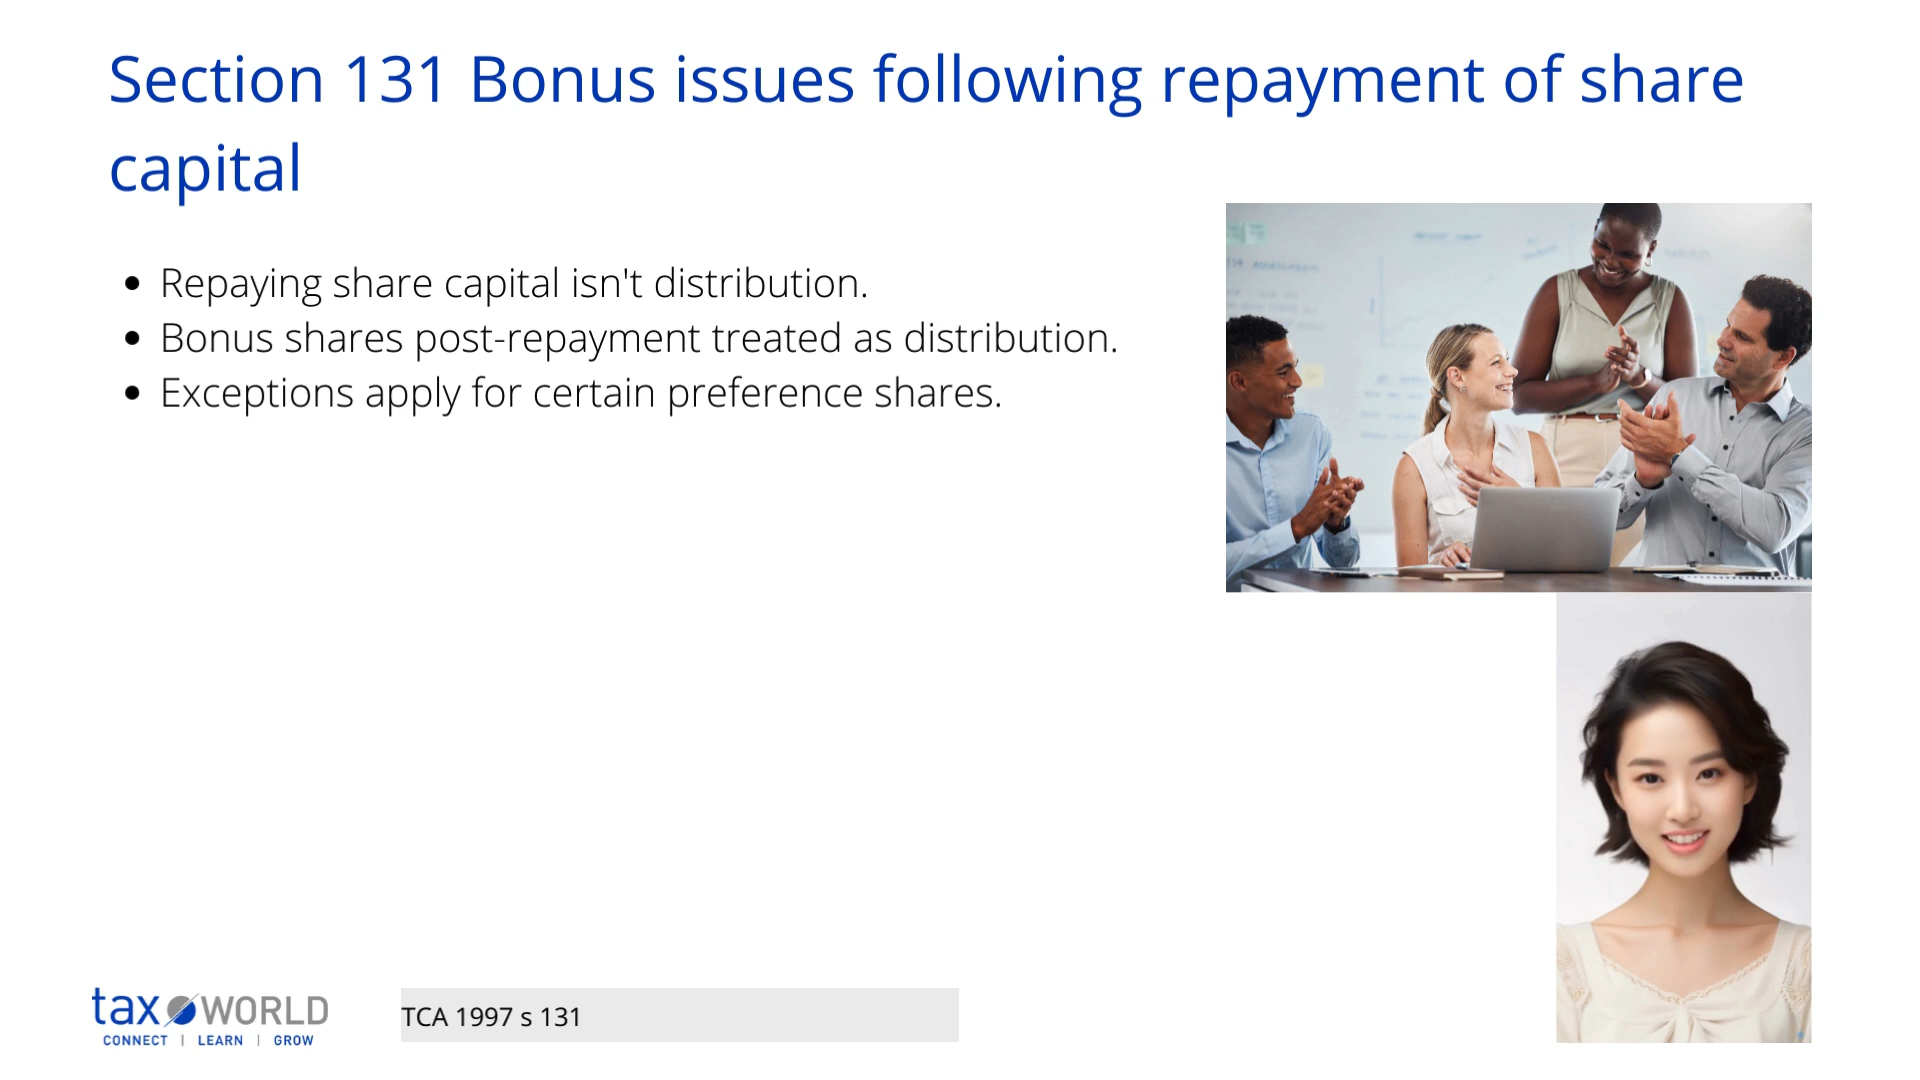 Section 131 Bonus issues following repayment of share
capital
• Repaying share capital isn't distribution.
• Bonus shares post-repayment treated as distribution.
• Exceptions apply for certain preference shares.
tax WORLD
CONNECT | LEARN | GROW
TCA 1997 s 131